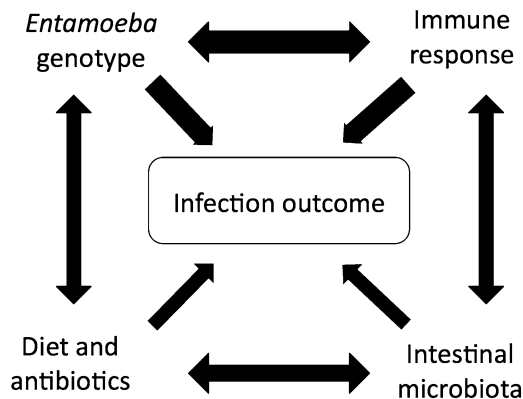 Entamoeba
genotype
Immune
response
Infection outcome
Diet and
antibiotics
Intestinal
microbiota